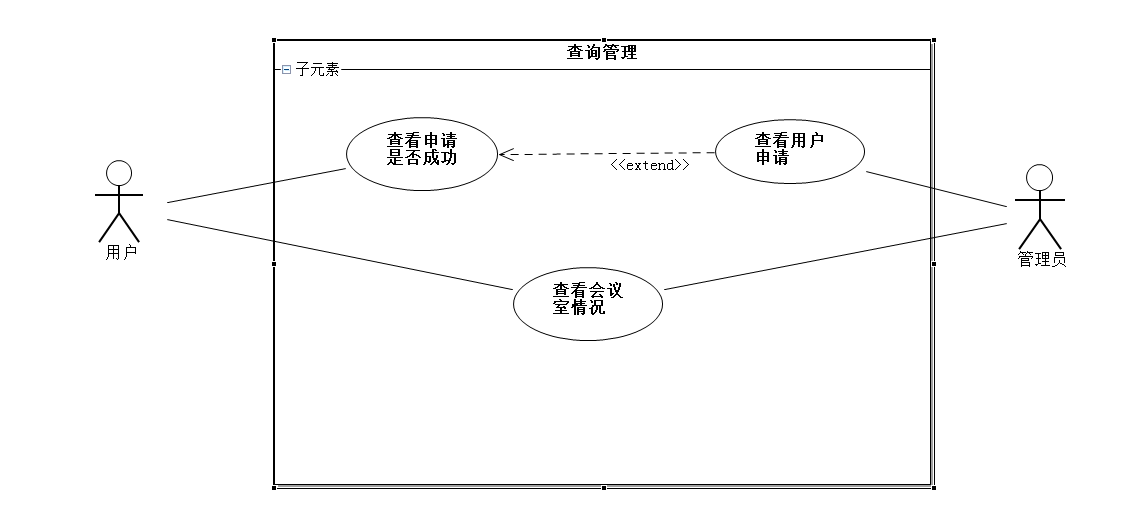 查询管理
子元素
查看申请
是否成功
<<extend>>
查看用户
申请
用户
管理员
查看会议
室情况